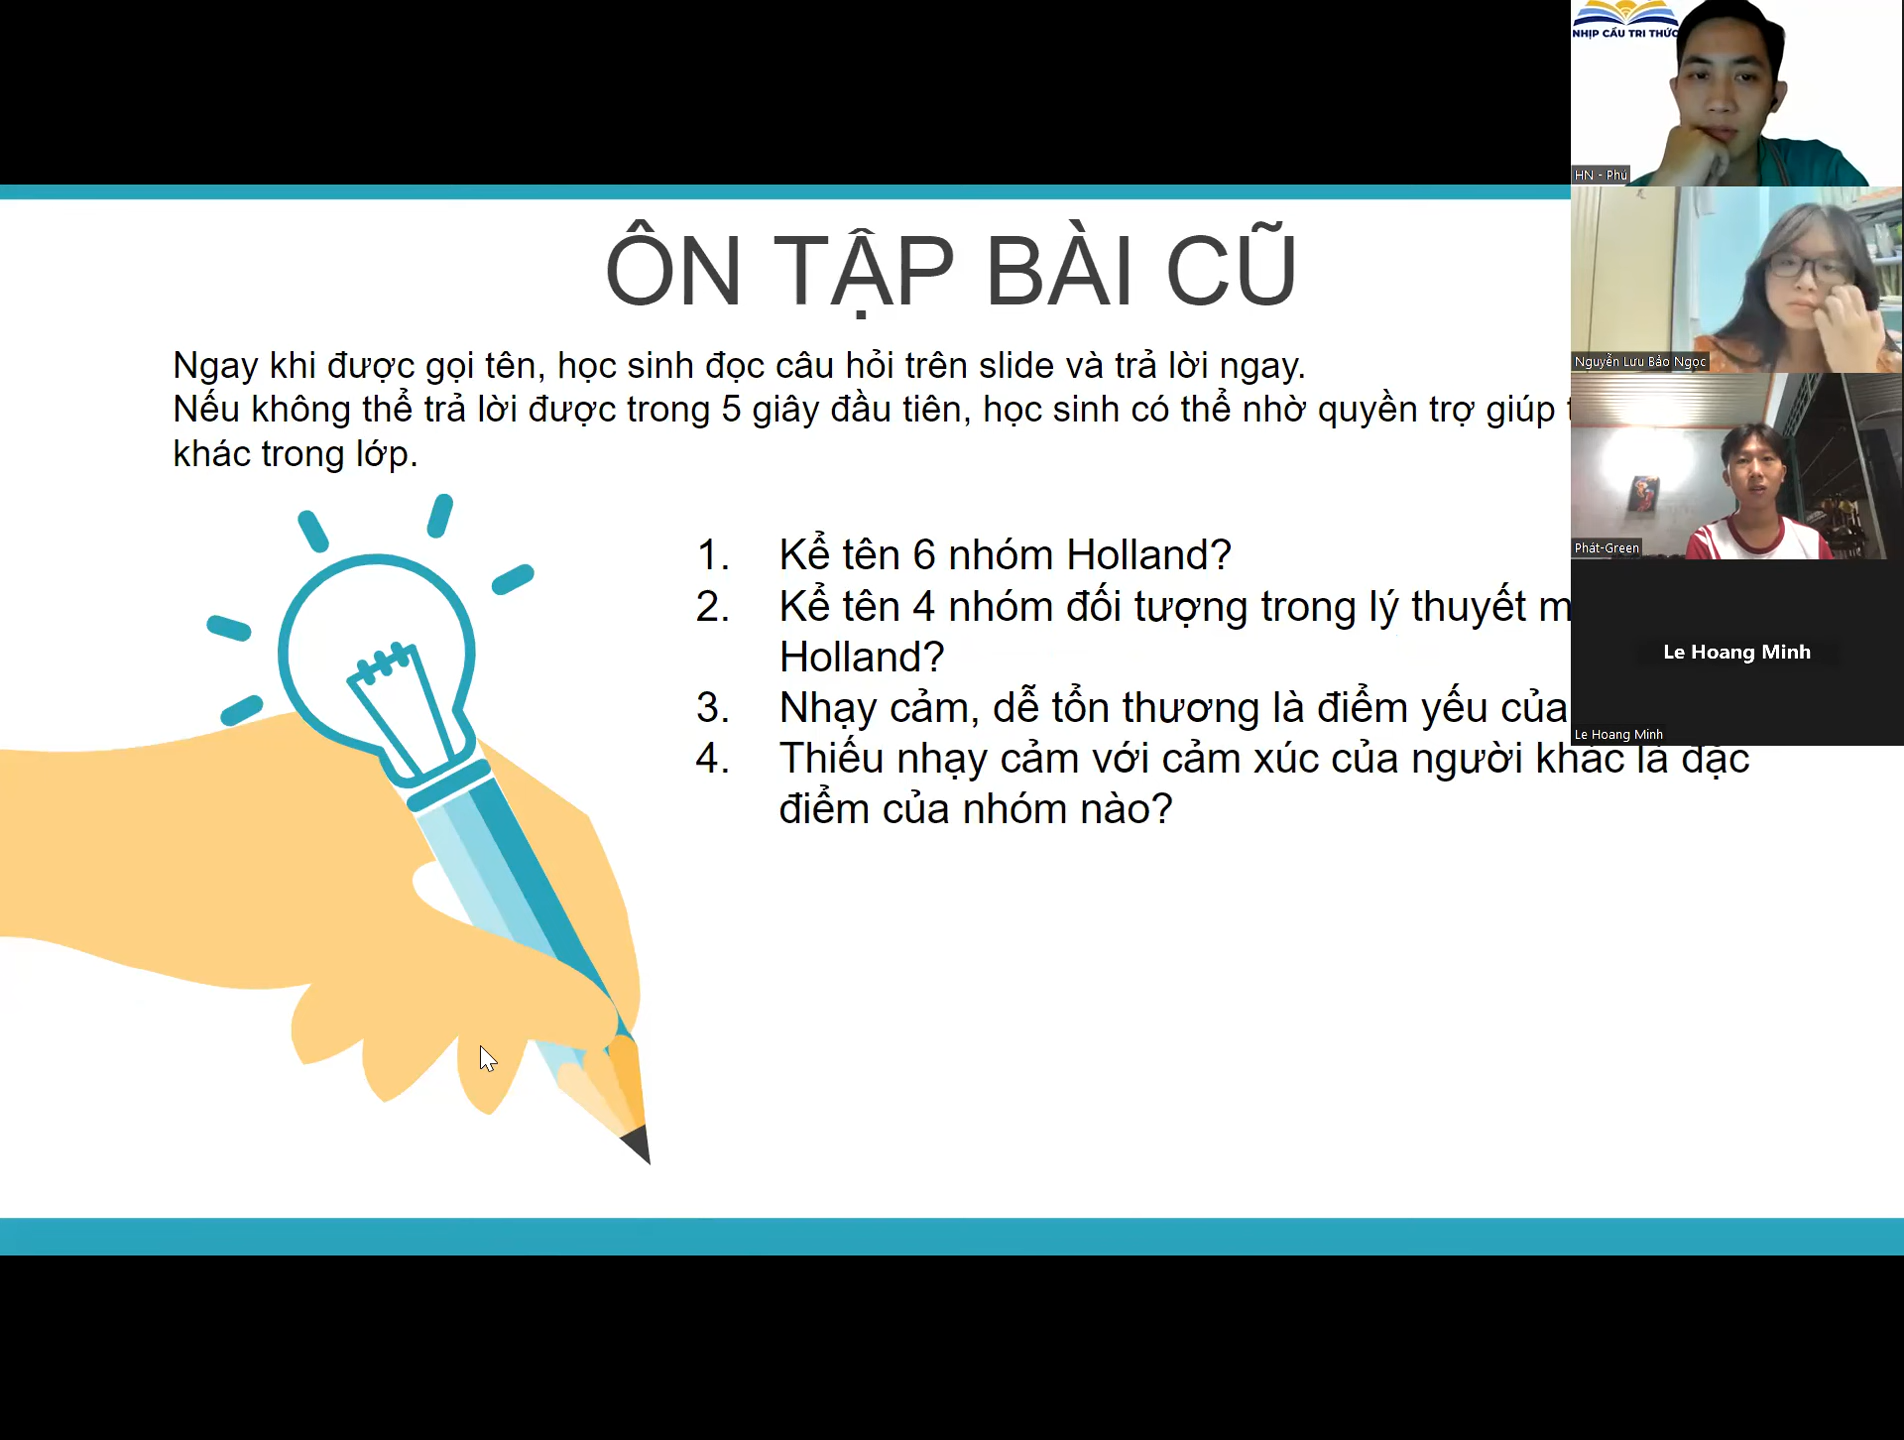 NHỊP CẦU TRI THỨC
HN - Phú
ÔN TẬP BÀI CŨ
Nguyễn Lưu Bảo Ngọc
Ngay khi được gọi tên, học sinh đọc câu hỏi trên slide và trả lời ngay.
Nếu không thể trả lời được trong 5 giây đầu tiên, học sinh có thể nhờ quyền trợ giúp
khác trong lớp.
Phát-Green
1. Kể tên 6 nhóm Holland?
2. Kể tên 4 nhóm đối tượng trong lý thuyết
Holland?
Le Hoang Minh
3. Nhạy cảm, dễ tổn thương là điểm yếu của
Le Hoang Minh
4. Thiếu nhạy cảm với cảm xúc của người khác là đặc
điểm của nhóm nào?